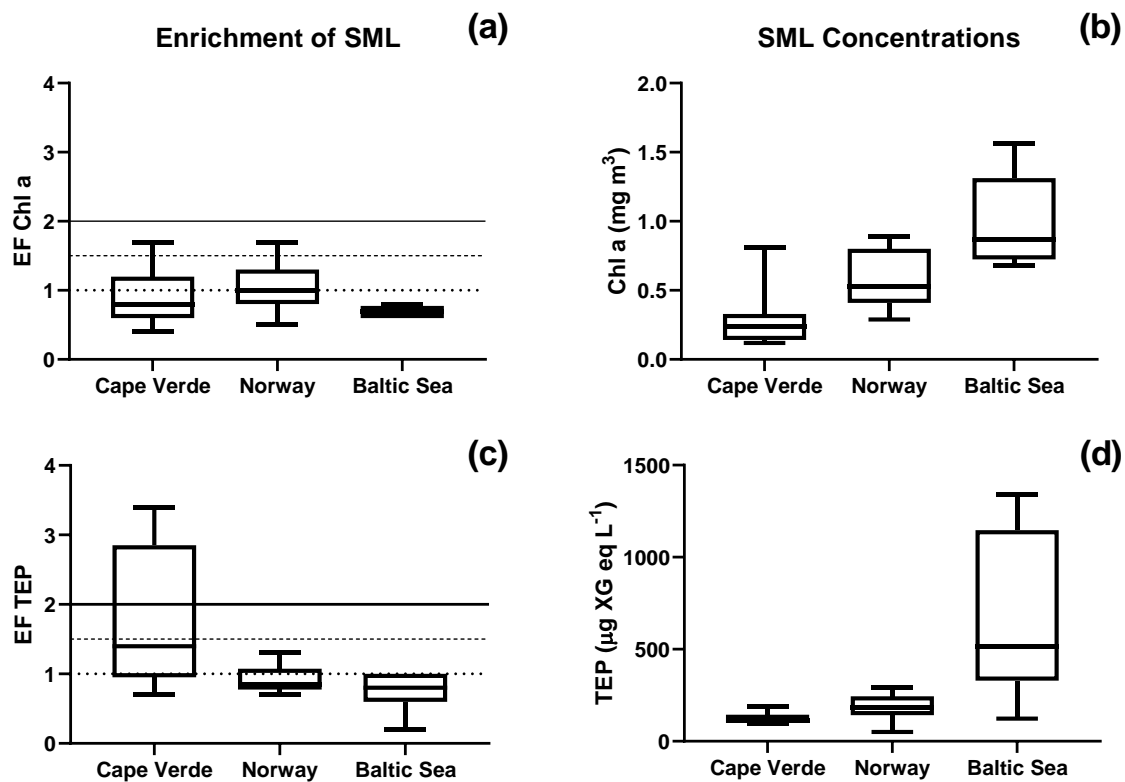 Enrichment of SML
(a)
EF Chl a
4
3
2
1
0
Cape Verde Norway Baltic Sea
SML Concentrations
(b)
Chl a (mg m³)
2.0
1.5
1.0
0.5
0.0
Cape Verde Norway Baltic Sea
(c)
EF TEP
4
3
2
1
0
Cape Verde Norway Baltic Sea
(d)
TEP (µg XG eq L⁻¹)
1500
1000
500
0
Cape Verde Norway Baltic Sea